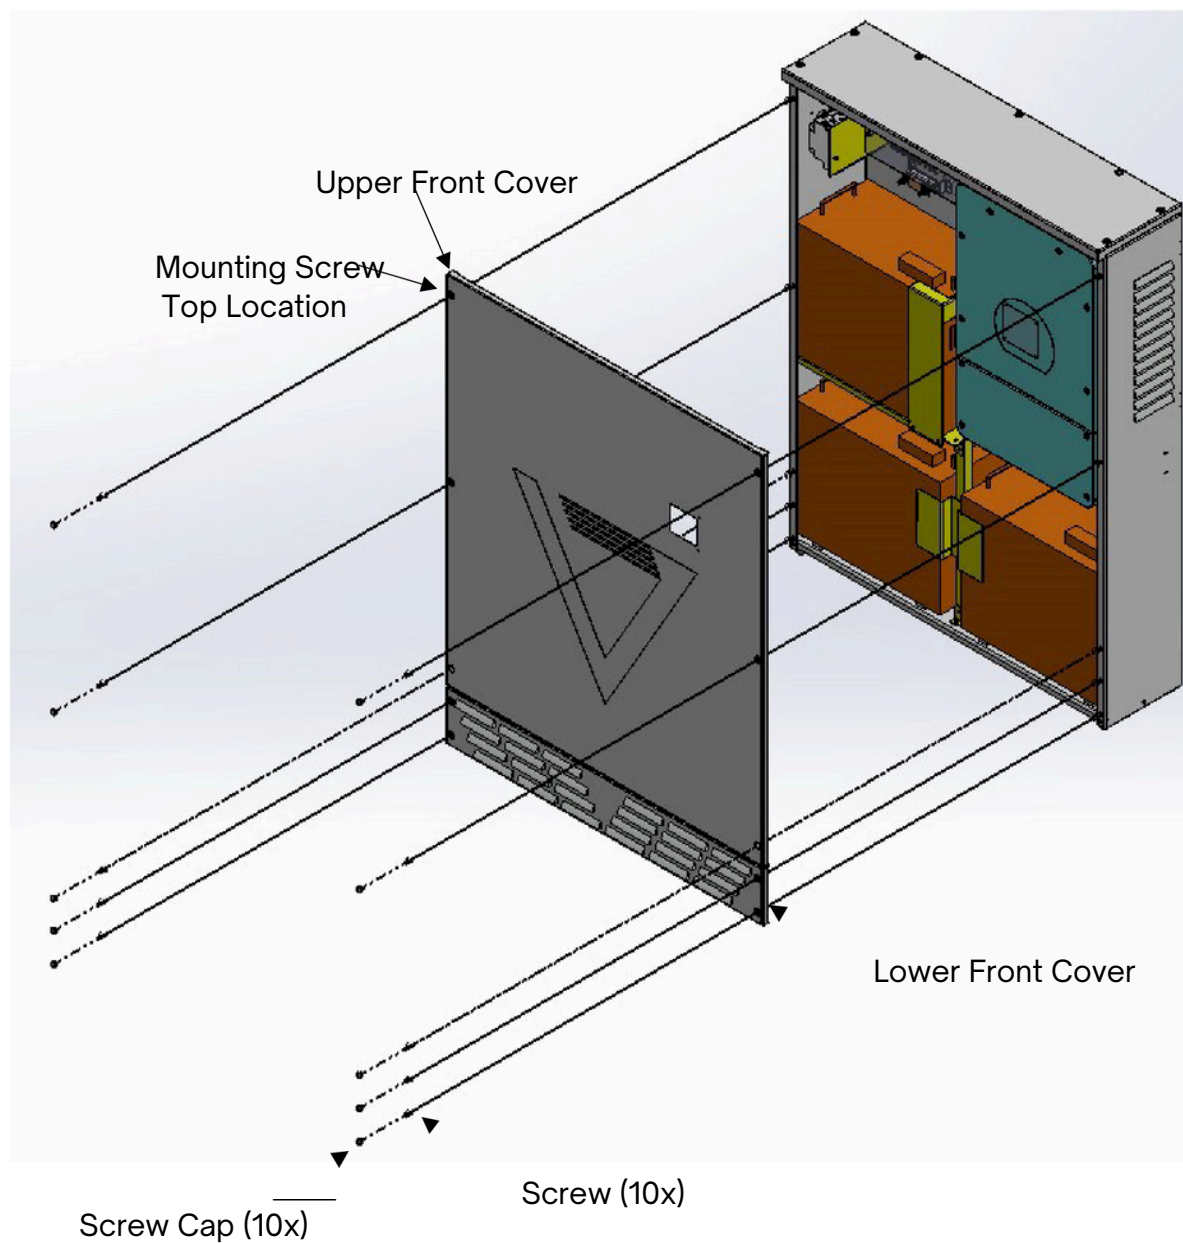 Upper Front Cover
Mounting Screw
Top Location
Lower Front Cover
Screw (10x)
Screw Cap (10x)